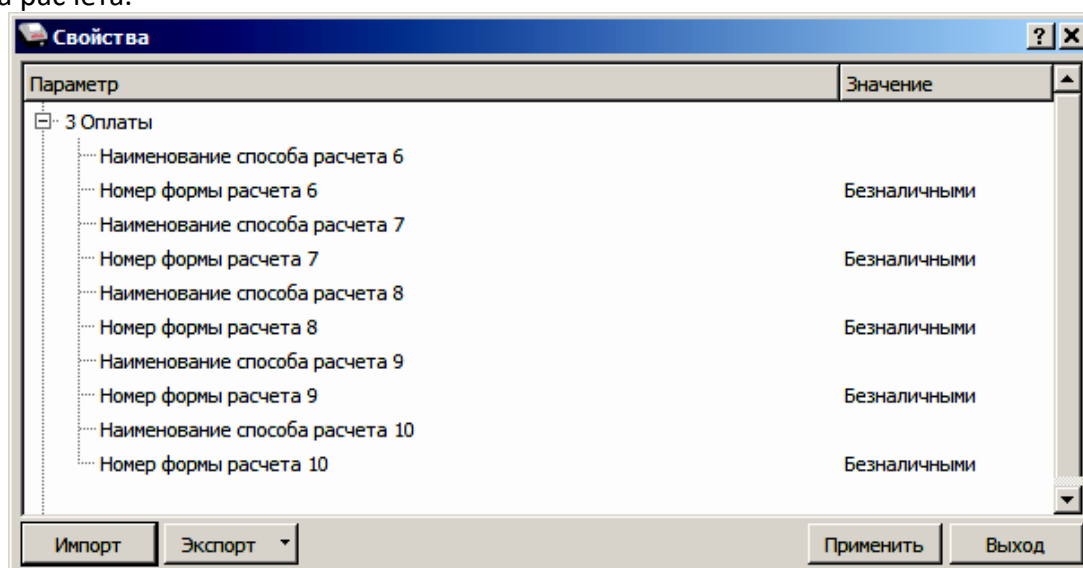 а расчета.
Свойства
Параметр Значение
3 Оплаты
Наименование способа расчета 6
Номер формы расчета 6 Безналичными
Наименование способа расчета 7
Номер формы расчета 7 Безналичными
Наименование способа расчета 8
Номер формы расчета 8 Безналичными
Наименование способа расчета 9
Номер формы расчета 9 Безналичными
Наименование способа расчета 10
Номер формы расчета 10 Безналичными
Импорт Экспорт Применить Выход